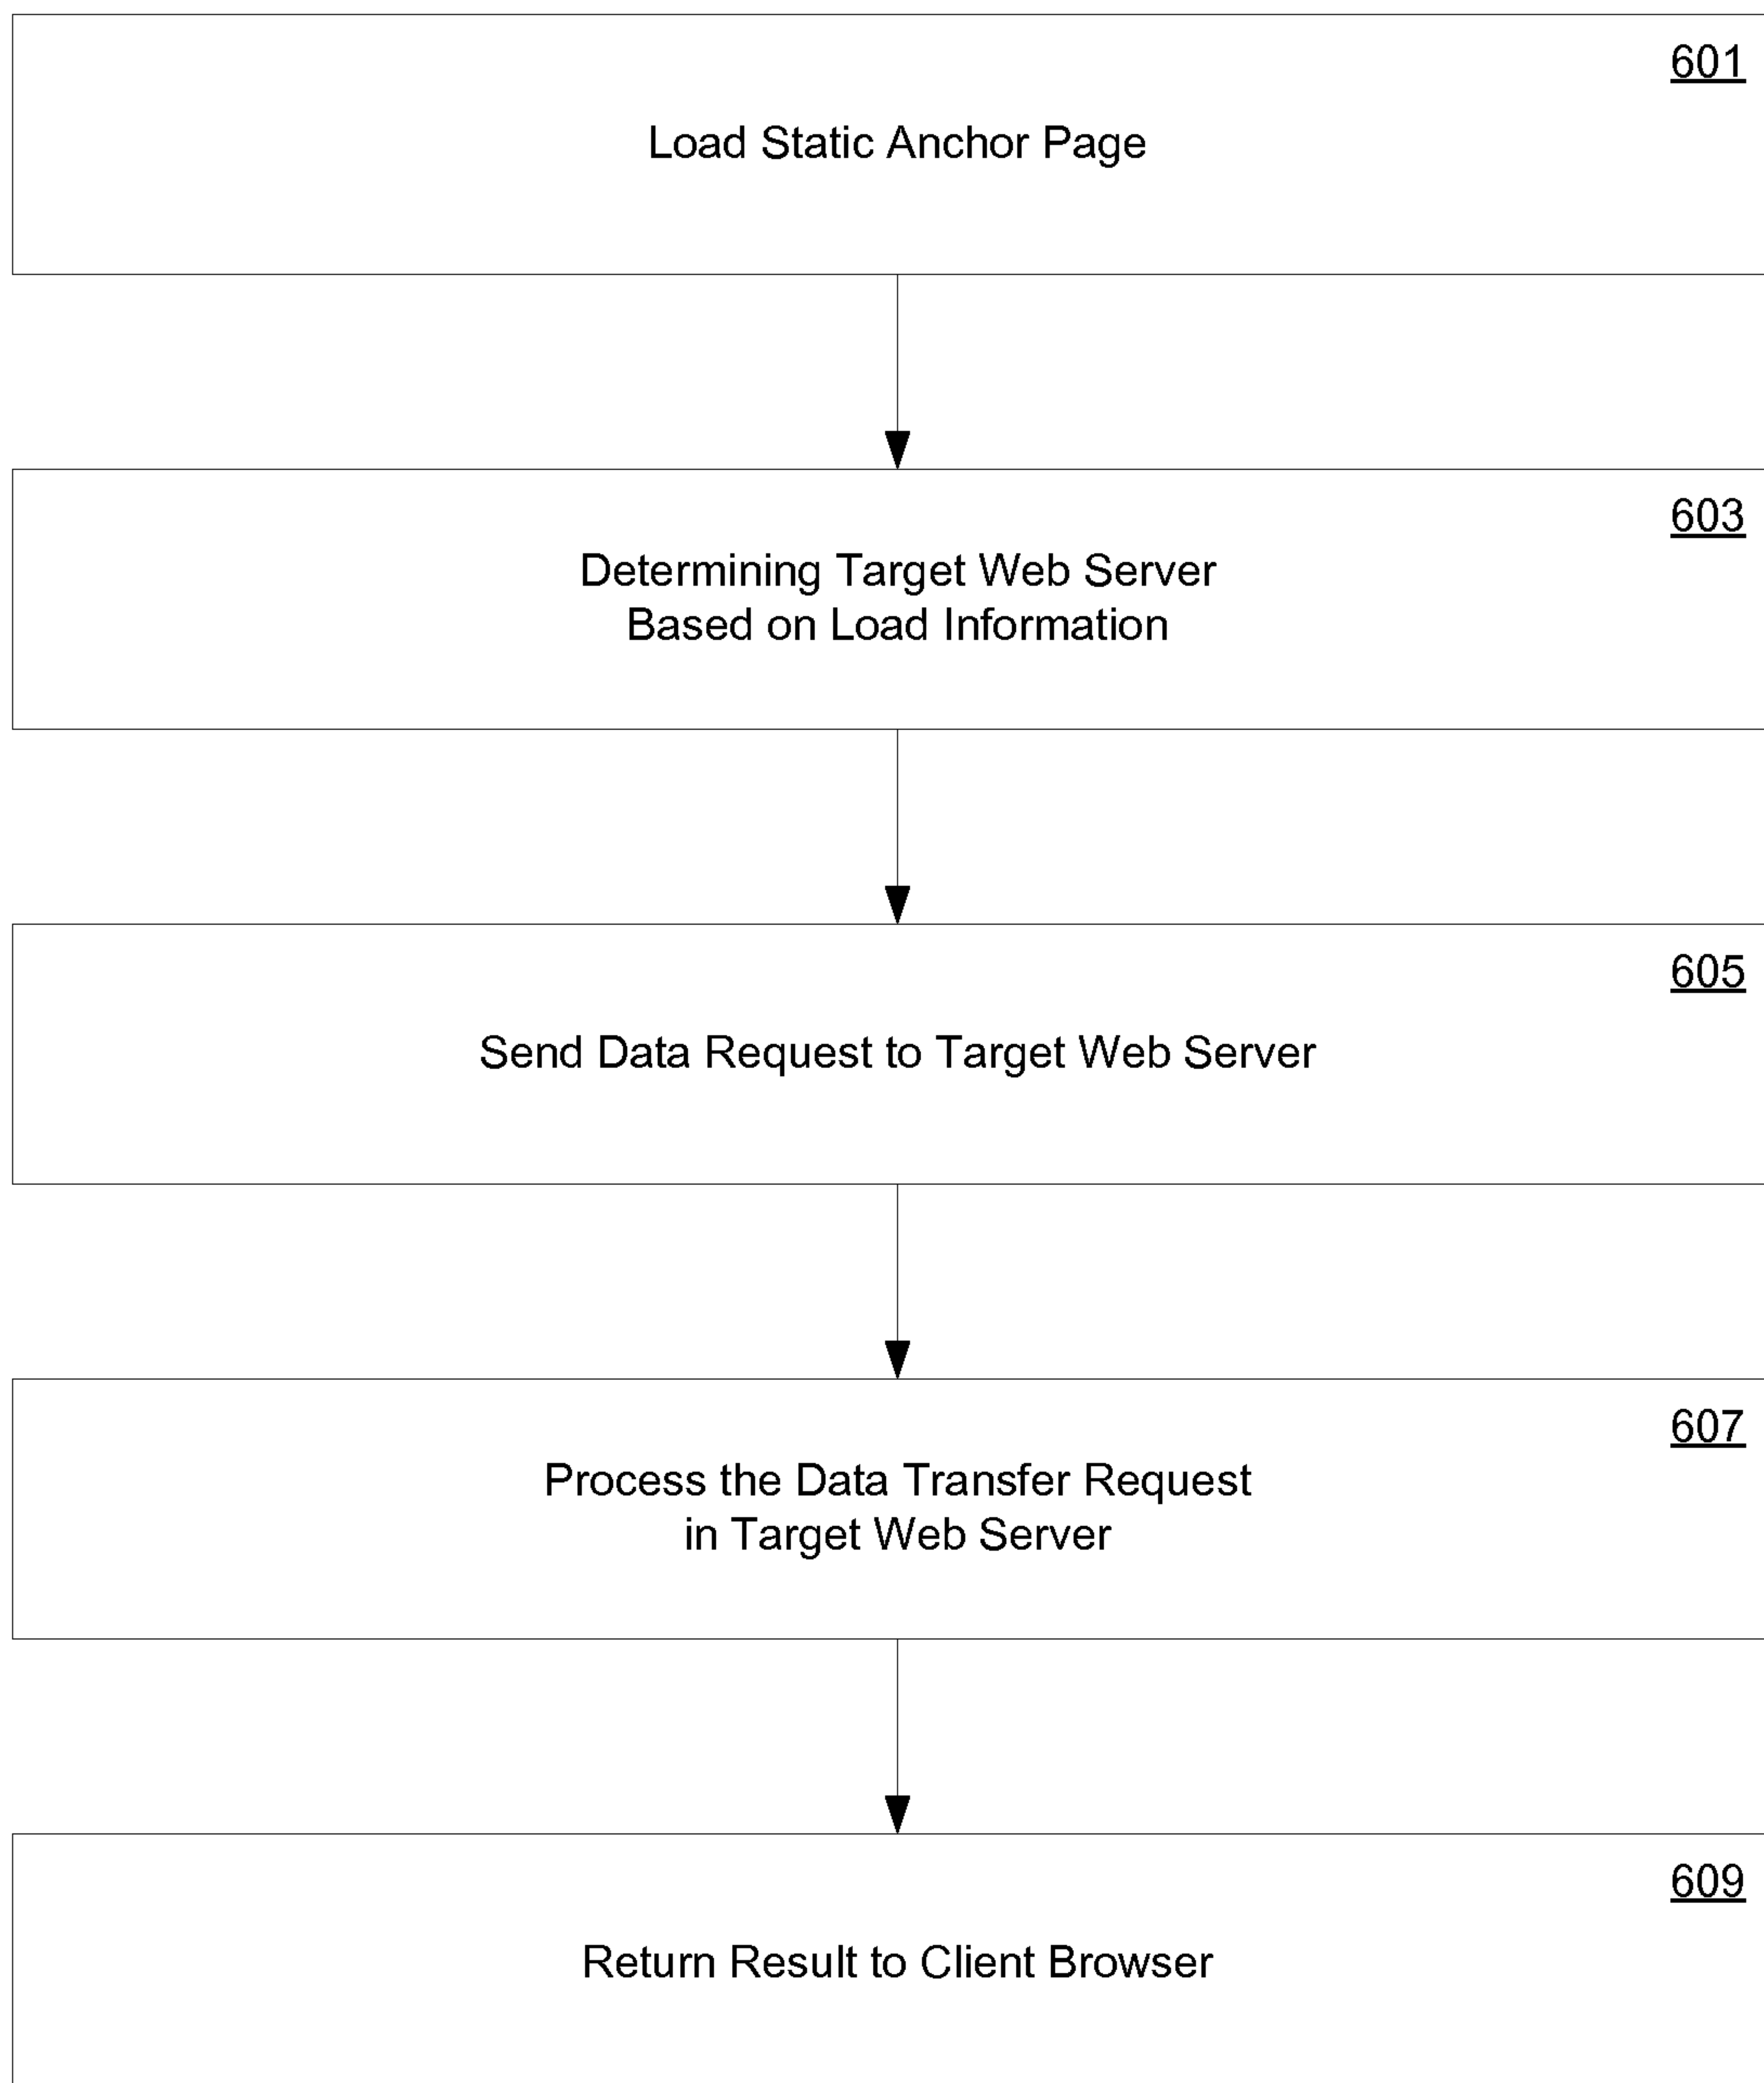 601
Load Static Anchor Page
603
Determining Target Web Server
Based on Load Information
605
Send Data Request to Target Web Server
607
Process the Data Transfer Request
in Target Web Server
609
Return Result to Client Browser